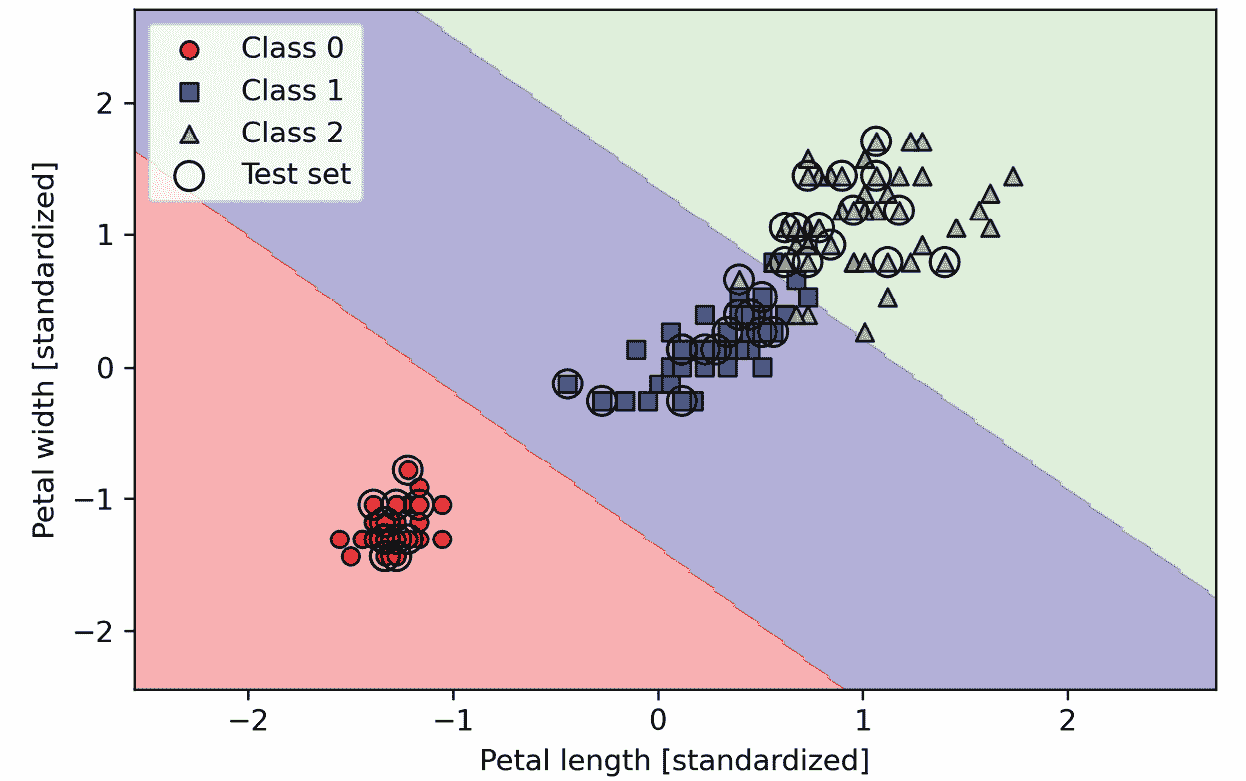 Class 0
Class 1
Class 2
Test set
2
1
0
−1
−2
Petal width [standardized]
−2
−1
0
1
2
Petal length [standardized]